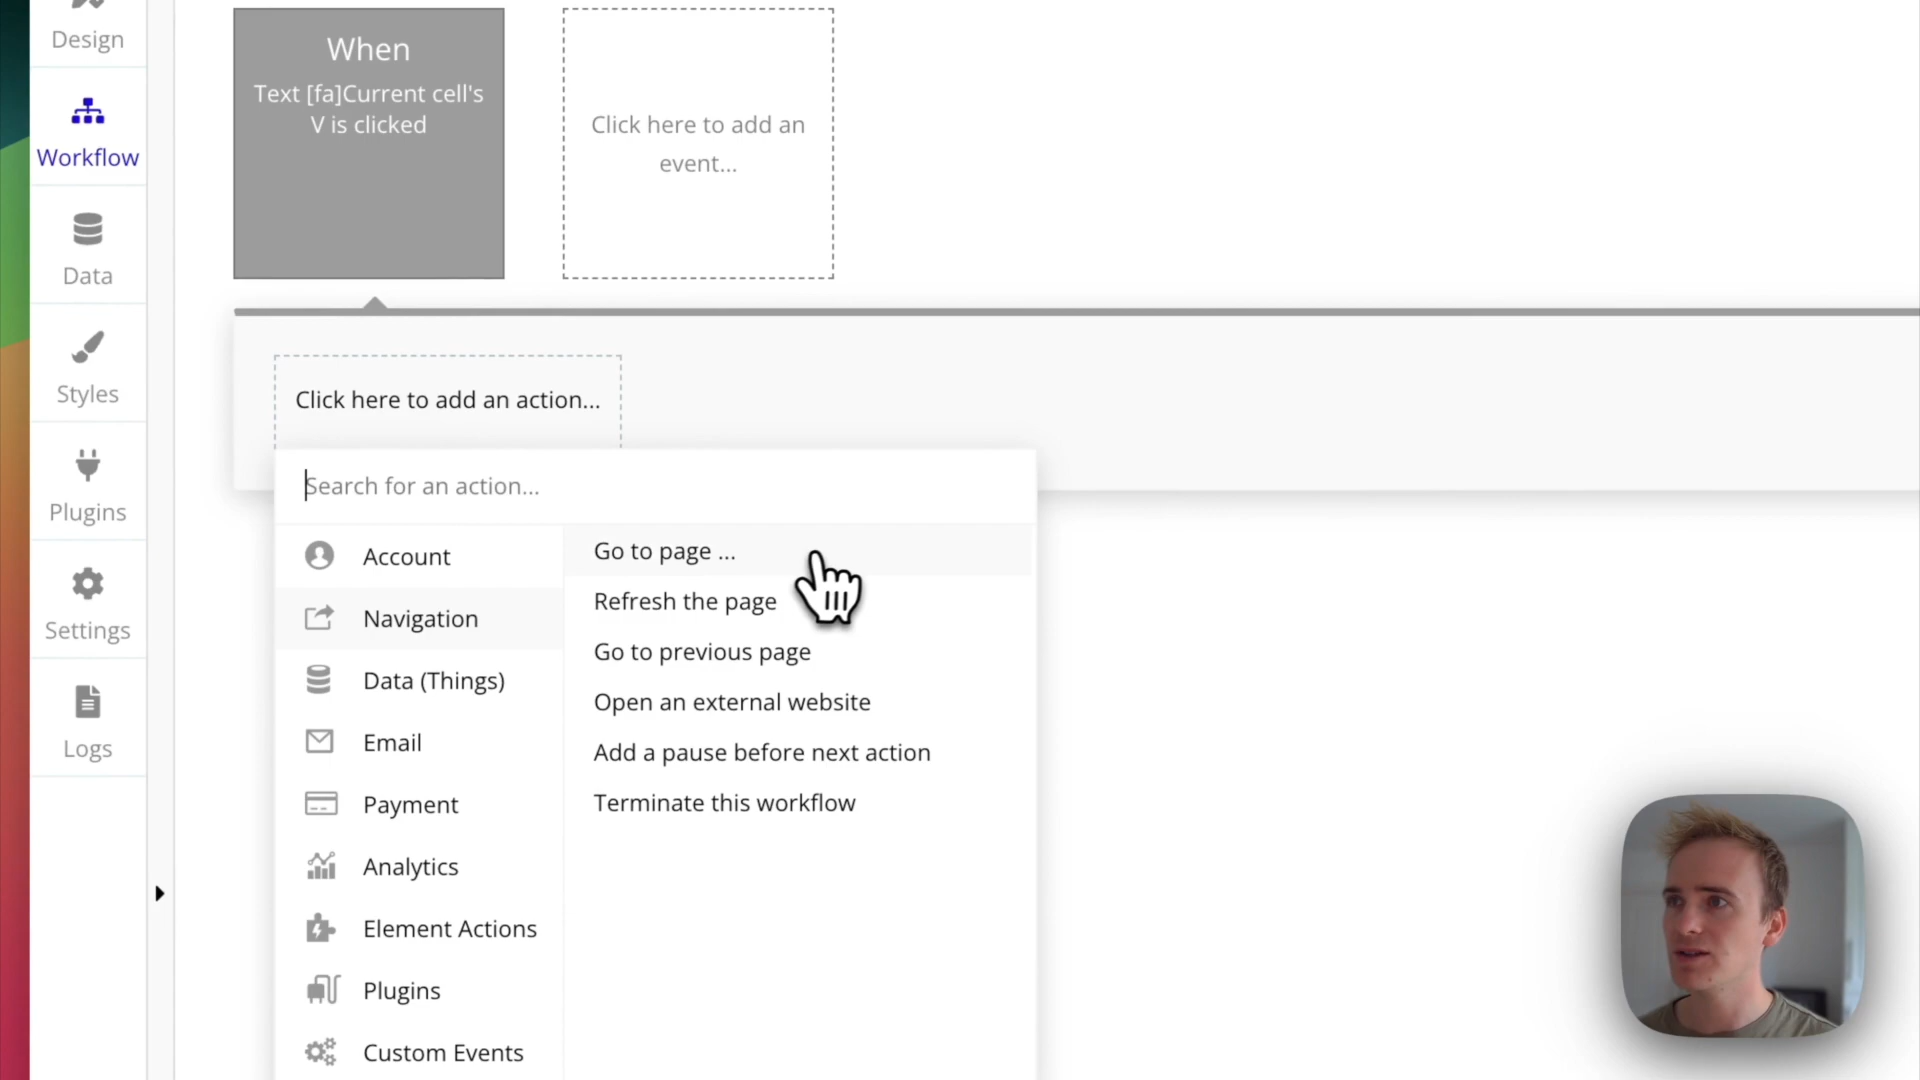 Design
Workflow
Data
Styles
Plugins
Settings
Logs
When
Text [fa]Current cell's
V is clicked
Click here to add an
event...
Click here to add an action...
Search for an action...
Account
Navigation
Data (Things)
Email
Payment
Analytics
Element Actions
Plugins
Custom Events
Go to page ...
Refresh the page
Go to previous page
Open an external website
Add a pause before next action
Terminate this workflow